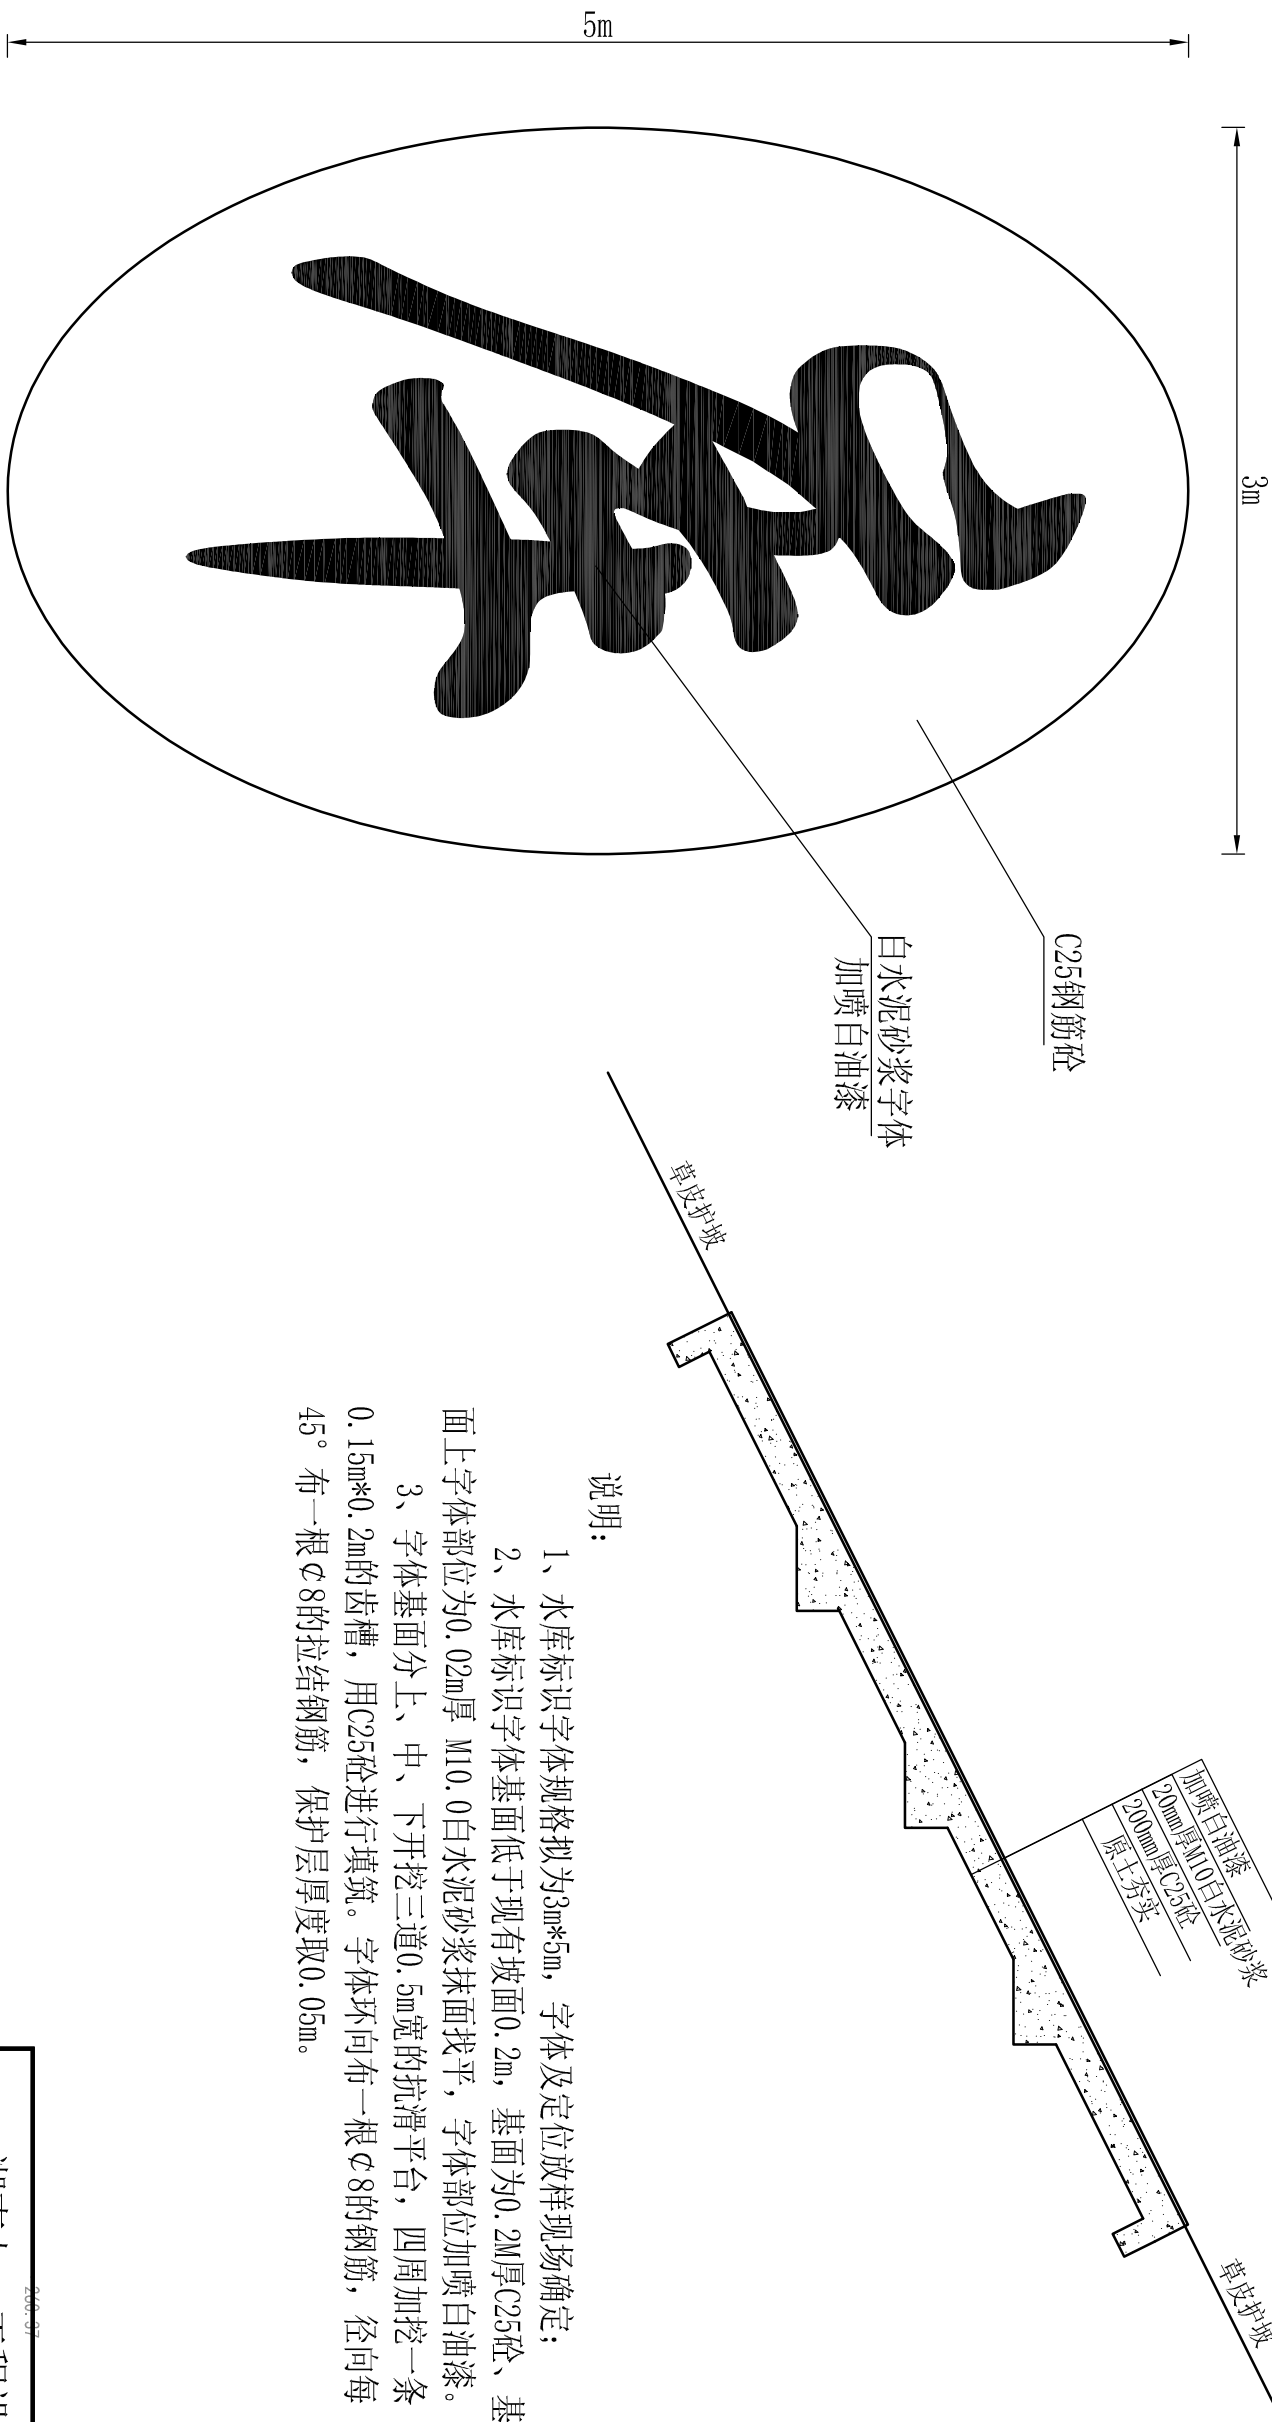 3m
5m
库
C25钢筋砼
白水泥砂浆字体
加喷白油漆
草皮护坡
加喷白油漆
20mm厚M10白水泥砂浆
200mm厚C25砼
原土夯实
草皮护坡
说明:
1、水库标识字体规格拟为3m*5m, 字体及定位放样现场确定;
2、水库标识字体基面低于现有坡面0.2m, 基面为0.2M厚C25砼、基
面上字体部位为0.02m厚 M10.0白水泥砂浆抹面找平, 字体部位加喷白油漆。
3、字体基面分上、中、下开挖三道0.5m宽的抗滑平台, 四周加挖一条
0.15m*0.2m的齿槽, 用C25砼进行填筑。字体环向布一根₡8的钢筋, 径向每
45° 布一根₡8的拉结钢筋, 保护层厚度取0.05m。
260.97